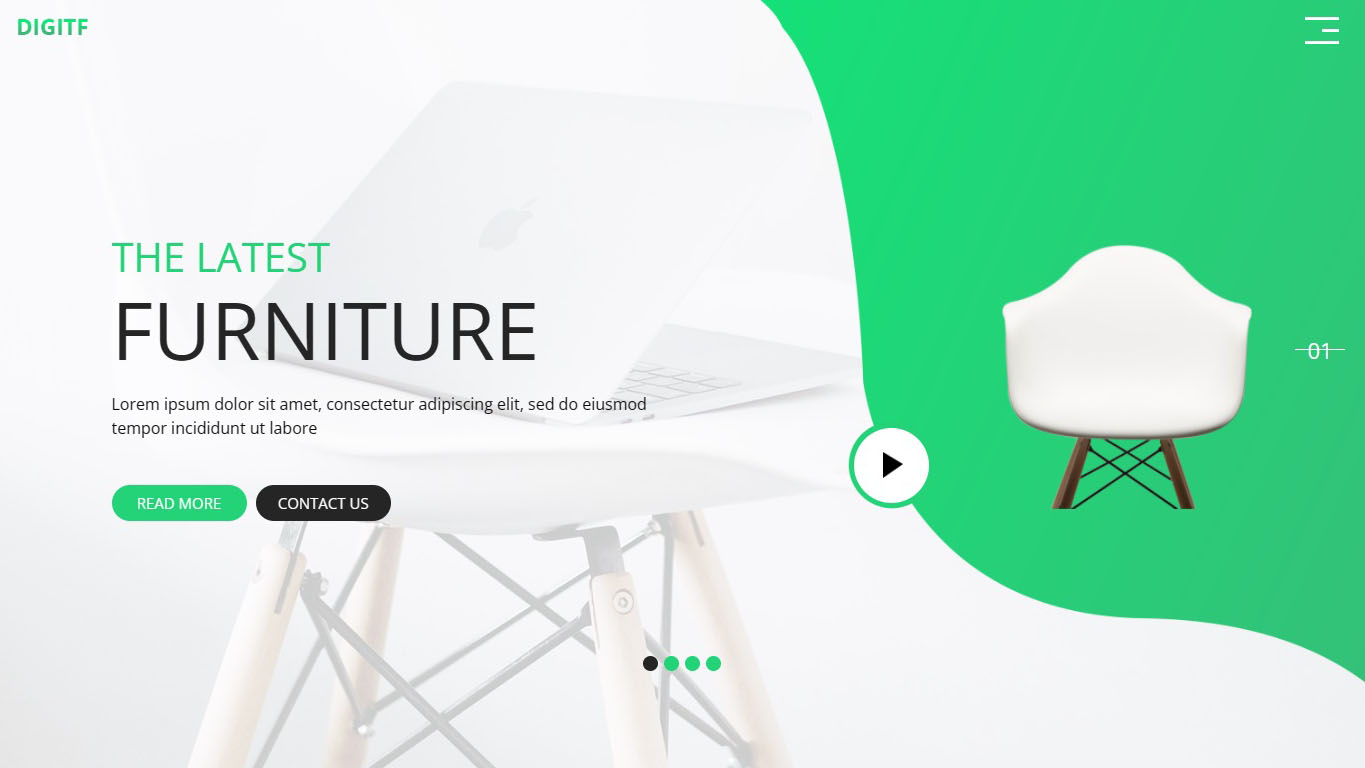 DIGITF
THE LATEST
FURNITURE
Lorem ipsum dolor sit amet, consectetur adipiscing elit, sed do eiusmod
tempor incididunt ut labore
READ MORE
CONTACT US
01